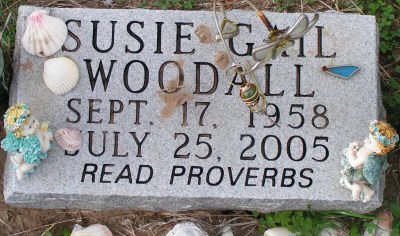 SUSIE GAIL
WOODALL
SEPT. 17, 1958
JULY 25, 2005
READ PROVERBS